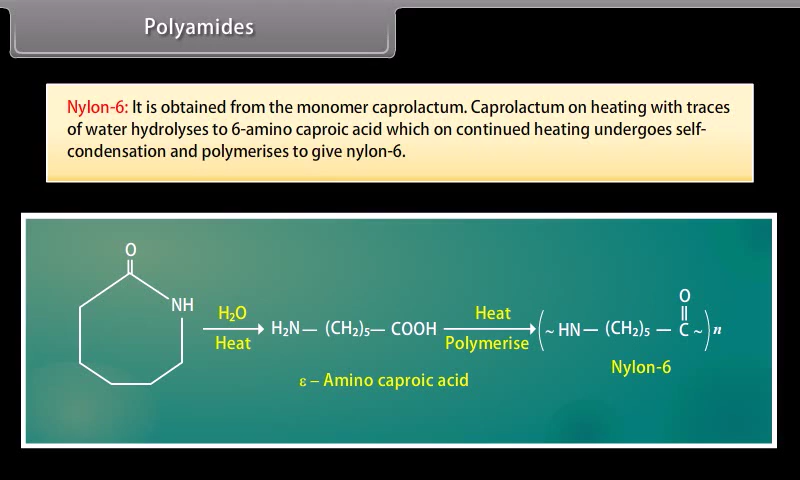 Polyamides
Nylon-6: It is obtained from the monomer caprolactum. Caprolactum on heating with traces
of water hydrolyses to 6-amino caproic acid which on continued heating undergoes self-
condensation and polymerises to give nylon-6.
O
NH
H₂O
Heat
H₂N— (CH₂)₅— COOH
Heat
Polymerise
O
(~ HN— (CH₂)₅ — C ~)n
ε – Amino caproic acid
Nylon-6